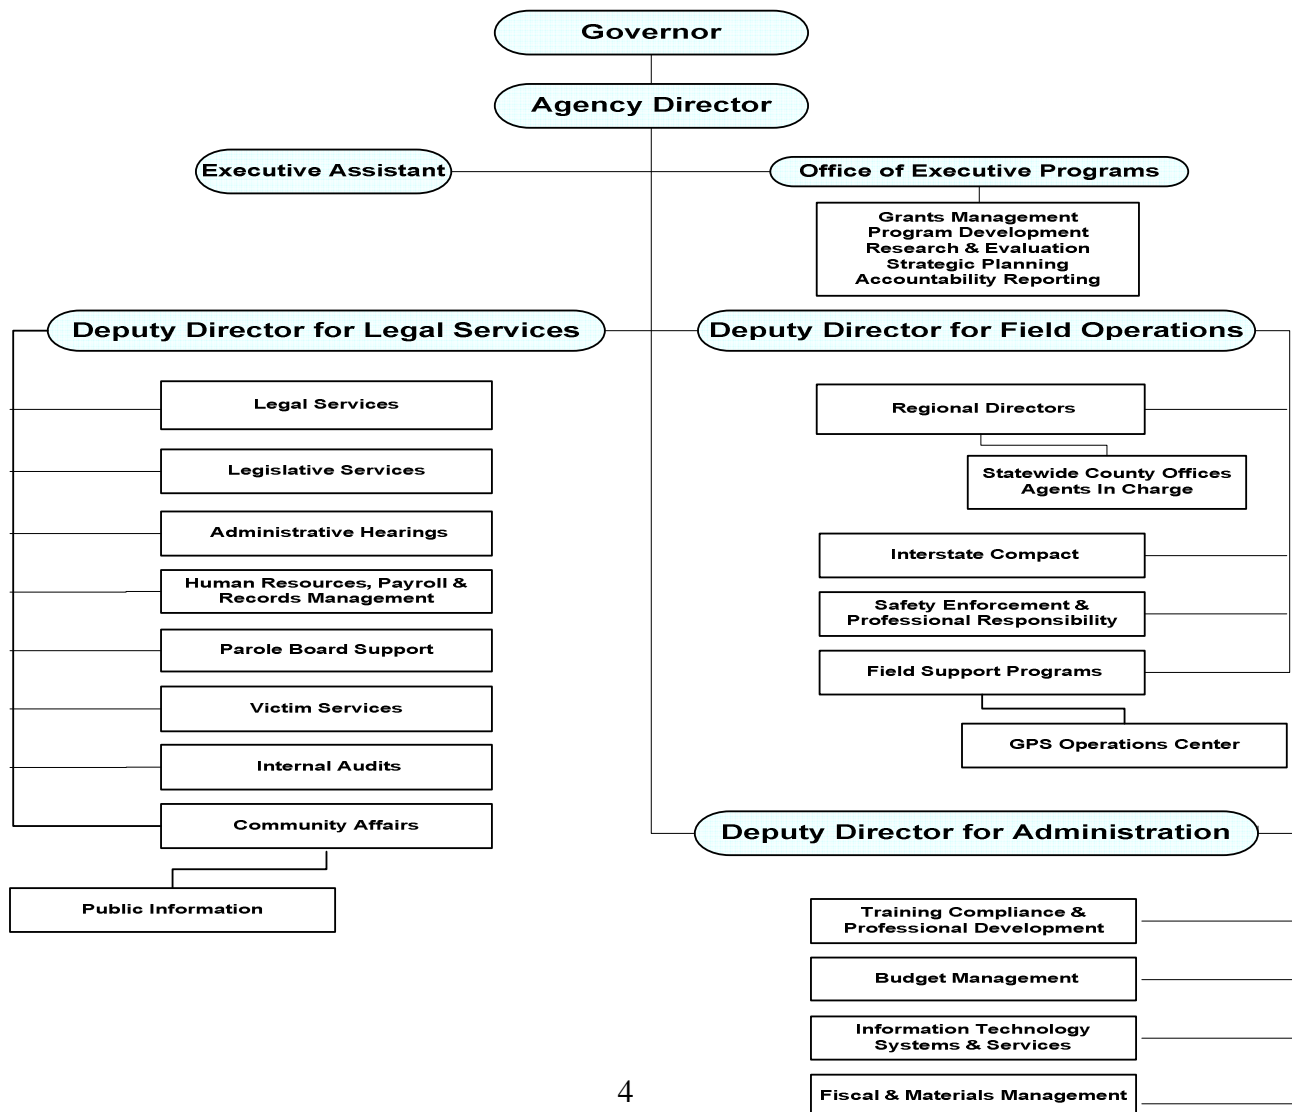 Governor
Agency Director
Executive Assistant
Office of Executive Programs
Grants Management
Program Development
Research & Evaluation
Strategic Planning
Accountability Reporting
Deputy Director for Legal Services
Legal Services
Legislative Services
Administrative Hearings
Human Resources, Payroll &
Records Management
Parole Board Support
Victim Services
Internal Audits
Community Affairs
Public Information
Deputy Director for Field Operations
Regional Directors
Statewide County Offices
Agents In Charge
Interstate Compact
Safety Enforcement &
Professional Responsibility
Field Support Programs
GPS Operations Center
Deputy Director for Administration
Training Compliance &
Professional Development
Budget Management
Information Technology
Systems & Services
Fiscal & Materials Management
4